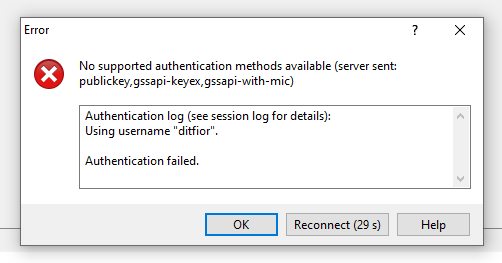 Error
?
No supported authentication methods available (server sent:
publickey,gssapi-keyex,gssapi-with-mic)
Authentication log (see session log for details):
Using username "ditfior".
Authentication failed.
OK
Reconnect (29 s)
Help